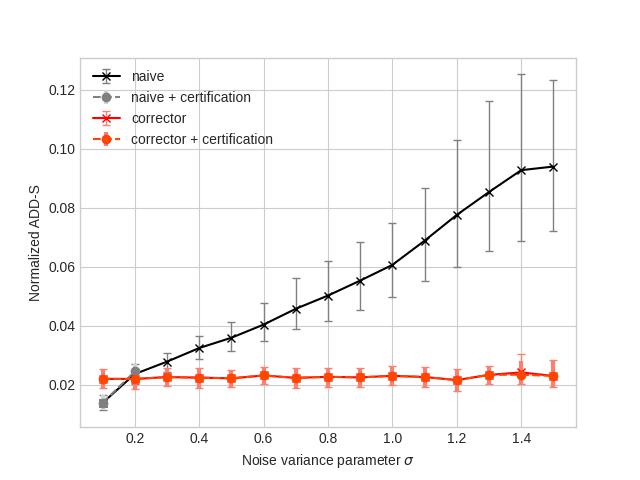 naive
naive + certification
corrector
corrector + certification
Normalized ADD-S
0.12
0.10
0.08
0.06
0.04
0.02
0.2 0.4 0.6 0.8 1.0 1.2 1.4
Noise variance parameter σ